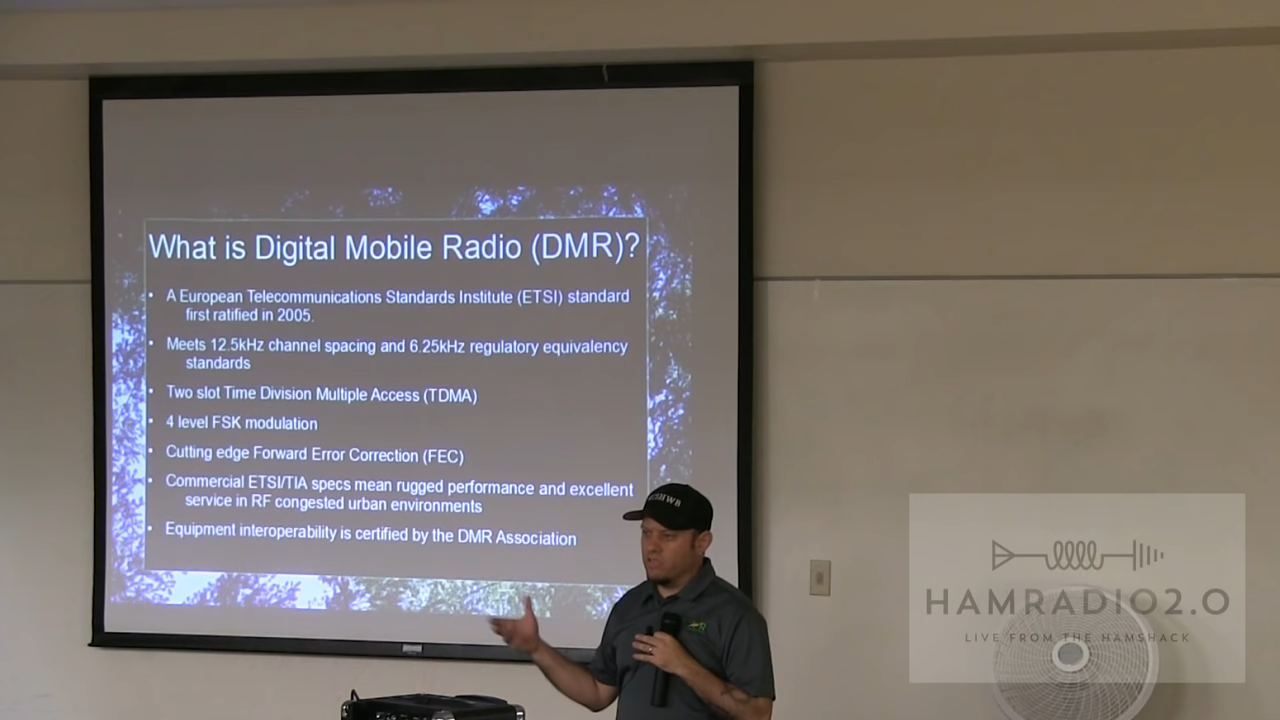 What is Digital Mobile Radio (DMR)?
• A European Telecommunications Standards Institute (ETSI) standard
first ratified in 2005.
• Meets 12.5kHz channel spacing and 6.25kHz regulatory equivalency
standards
• Two slot Time Division Multiple Access (TDMA)
• 4 level FSK modulation
• Cutting edge Forward Error Correction (FEC)
• Commercial ETSI/TIA specs mean rugged performance and excellent
service in RF congested urban environments
• Equipment interoperability is certified by the DMR Association
HAMRADIO2.0
LIVE FROM THE HAMSHACK